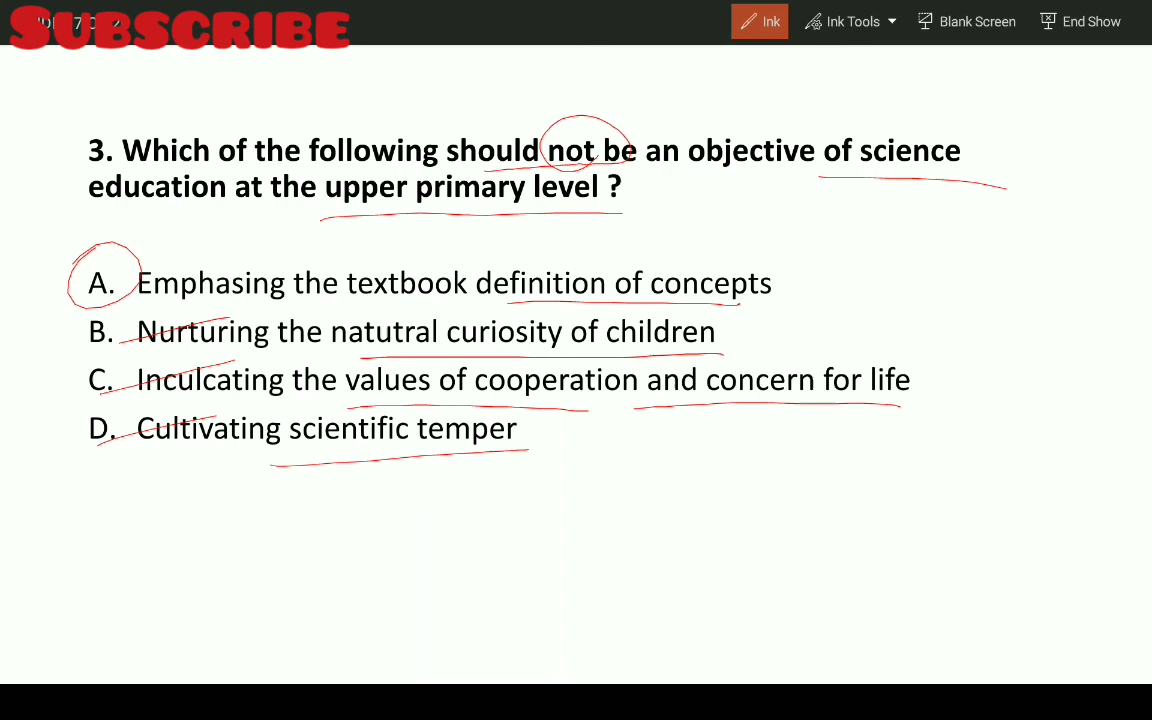 SUBSCRIBE
Ink
Ink Tools
Blank Screen
End Show
3. Which of the following should not be an objective of science
education at the upper primary level ?
A. Emphasing the textbook definition of concepts
B. Nurturing the natutral curiosity of children
C. Inculcating the values of cooperation and concern for life
D. Cultivating scientific temper